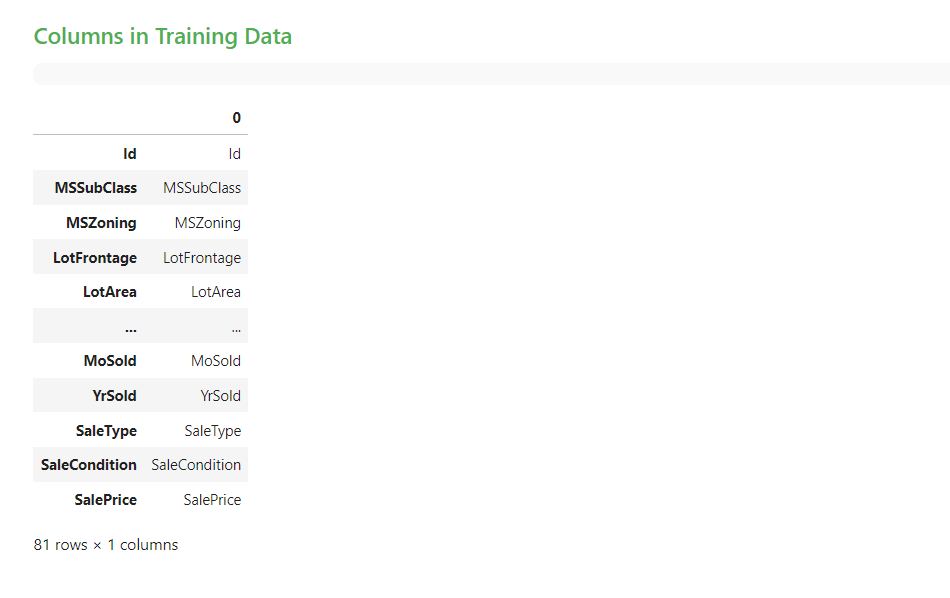 Columns in Training Data
0
Id Id
MSSubClass MSSubClass
MSZoning MSZoning
LotFrontage LotFrontage
LotArea LotArea
... ...
MoSold MoSold
YrSold YrSold
SaleType SaleType
SaleCondition SaleCondition
SalePrice SalePrice
81 rows × 1 columns